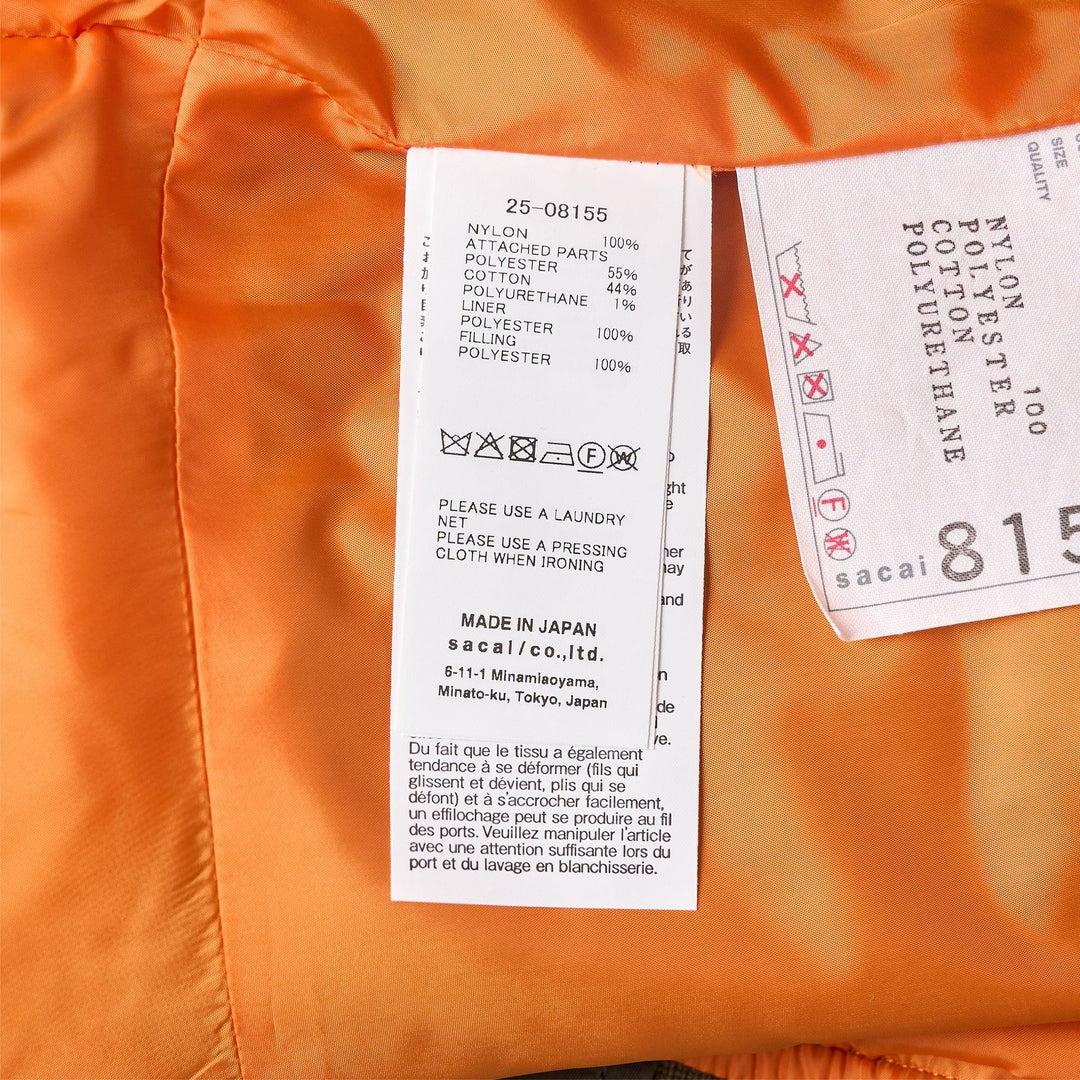 25-08155
NYLON 100%
ATTACHED PARTS
POLYESTER 55%
COTTON 44%
POLYURETHANE 1%
LINER
POLYESTER 100%
FILLING
POLYESTER 100%
PLEASE USE A LAUNDRY
NET
PLEASE USE A PRESSING
CLOTH WHEN IRONING
MADE IN JAPAN
sacai/co.,ltd.
6-11-1 Minamiaoyama,
Minato-ku, Tokyo, Japan
Du fait que le tissu a également
tendance à se déformer (fils qui
glissent et dévient, plis qui se
défont) et à s'accrocher facilement,
un effilochage peut se produire au fil
des ports. Veuillez manipuler l'article
avec une attention suffisante lors du
port et du lavage en blanchisserie.
SIZE
QUALITY
NYLON 100
POLYESTER
COTTON
POLYURETHANE
F
W
sacai 815